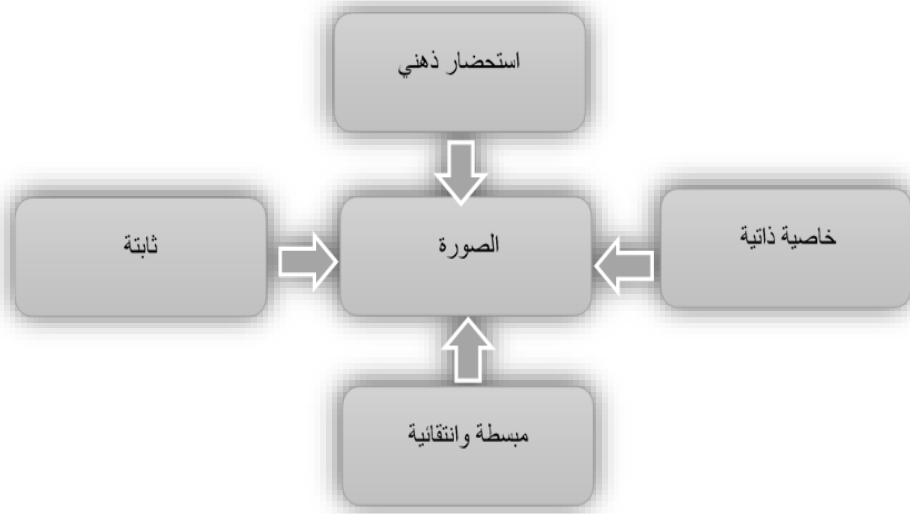 استحضار ذهني
خاصية ذاتية
الصورة
ثابتة
مبسطة وانتقائية